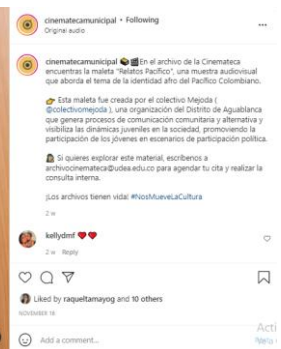 cinematecamunicipal • Following
Original audio
cinematecamunicipal 📦🎬En el archivo de la Cinemateca
encuentras la maleta "Relatos Pacífico", una muestra audiovisual
que aborda el tema de la identidad afro del Pacífico Colombiano.
👉 Esta maleta fue creada por el colectivo Mejoda (
@colectivomejoda ), una organización del Distrito de Aguablanca
que genera procesos de comunicación comunitaria y alternativa y
visibiliza las dinámicas juveniles en la sociedad, promoviendo la
participación de los jóvenes en escenarios de participación política.
Si quieres explorar este material, escríbenos a
archivocinemateca@udea.edu.co para agendar tu cita y realizar la
consulta interna.
¡Los archivos tienen vida! #NosMueveLaCultura
2 w
kellydmf ❤️❤️
2 w Reply
Liked by raqueltamayog and 10 others
NOVEMBER 18
Add a comment...
Acti